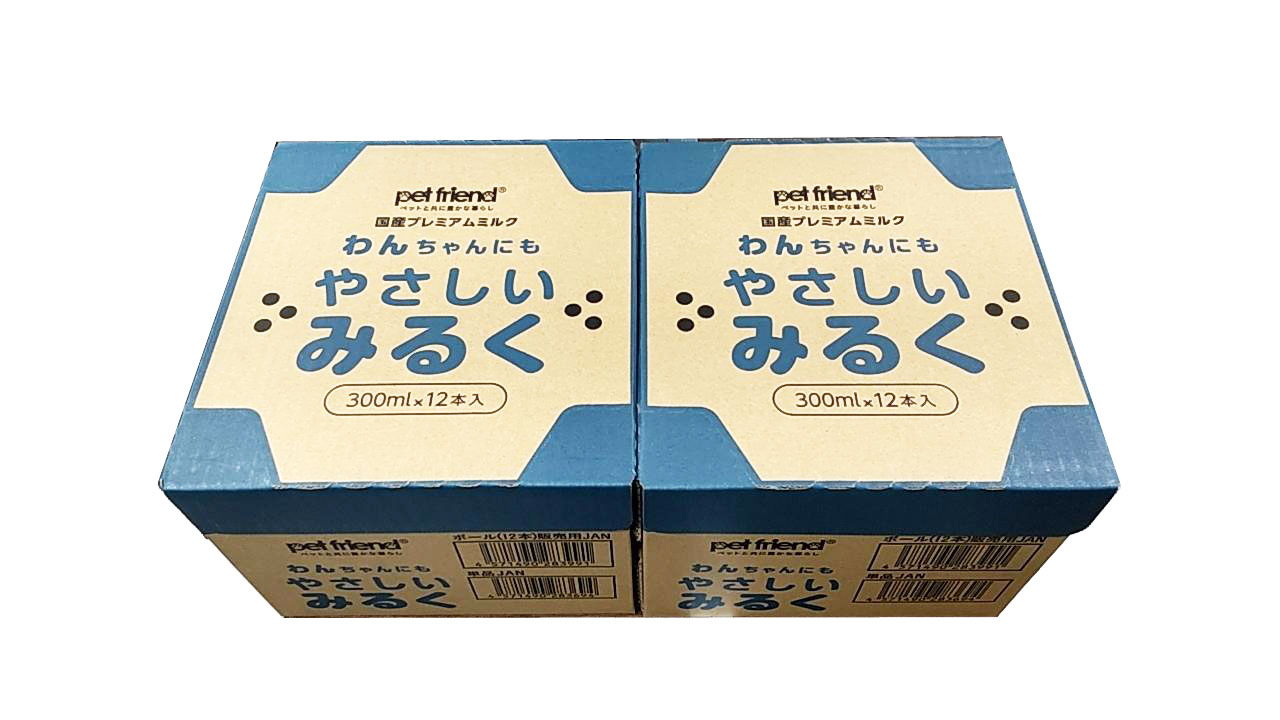 pet friend®
ペットと共に豊かな暮らし
国産プレミアムミルク
わんちゃんにも
やさしい
みるく
300ml×12本入
pet friend®
ペットと共に豊かな暮らし
国産プレミアムミルク
わんちゃんにも
やさしい
みるく
300ml×12本入
pet friend®
ペットと共に豊かな暮らし
わんちゃんにも
やさしい
みるく
ボール(12本)販売用JAN
単品JAN
pet friend®
ペットと共に豊かな暮らし
わんちゃんにも
やさしい
みるく
ボール(12本)販売用JAN
単品JAN